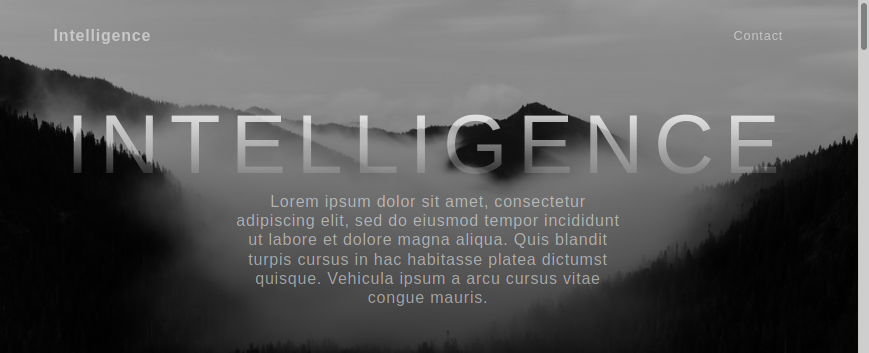 Intelligence
Contact
INTELLIGENCE
Lorem ipsum dolor sit amet, consectetur
adipiscing elit, sed do eiusmod tempor incididunt
ut labore et dolore magna aliqua. Quis blandit
turpis cursus in hac habitasse platea dictumst
quisque. Vehicula ipsum a arcu cursus vitae
congue mauris.